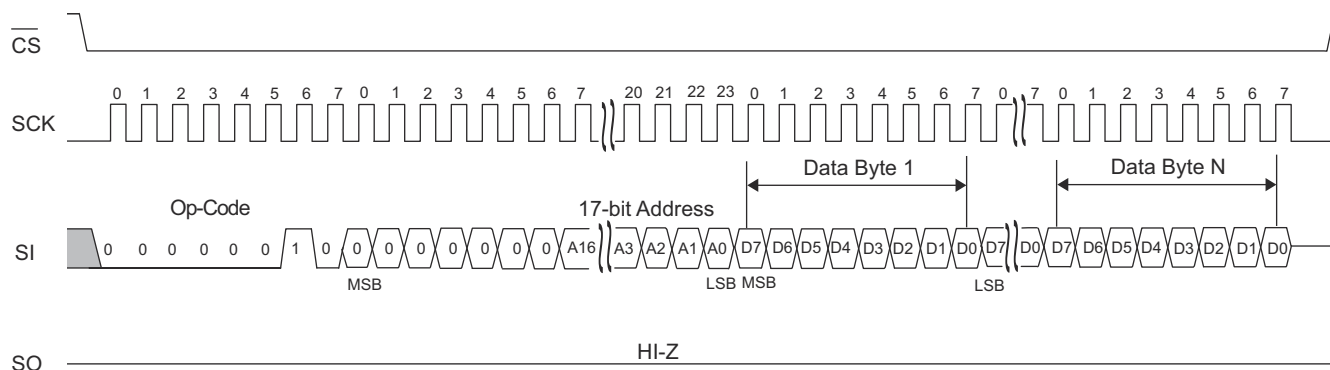 CS
0 1 2 3 4 5 6 7 0 1 2 3 4 5 6 7 20 21 22 23 0 1 2 3 4 5 6 7 0 7 0 1 2 3 4 5 6 7
SCK
Data Byte 1 Data Byte N
Op-Code 17-bit Address
SI 0 0 0 0 0 0 1 0 0 0 0 0 0 0 0 A16 A3 A2 A1 A0 D7 D6 D5 D4 D3 D2 D1 D0 D7 D0 D7 D6 D5 D4 D3 D2 D1 D0
MSB LSB MSB LSB
HI-Z
SO